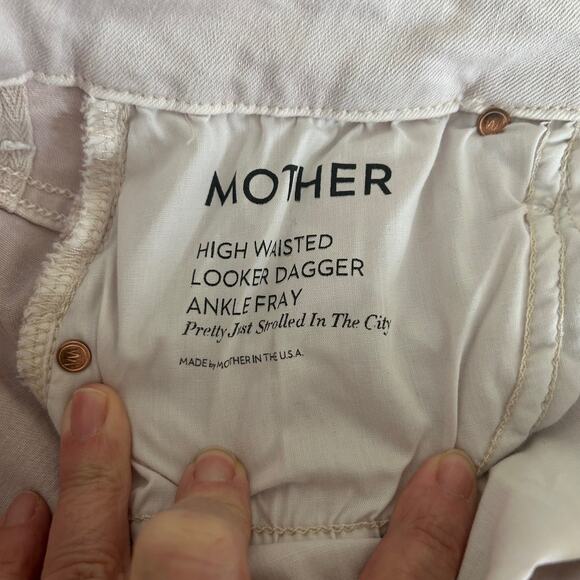 MOTHER
HIGH WAISTED
LOOKER DAGGER
ANKLE FRAY
Pretty Just Strolled In The City
MADE by MOTHER IN THE U.S.A.